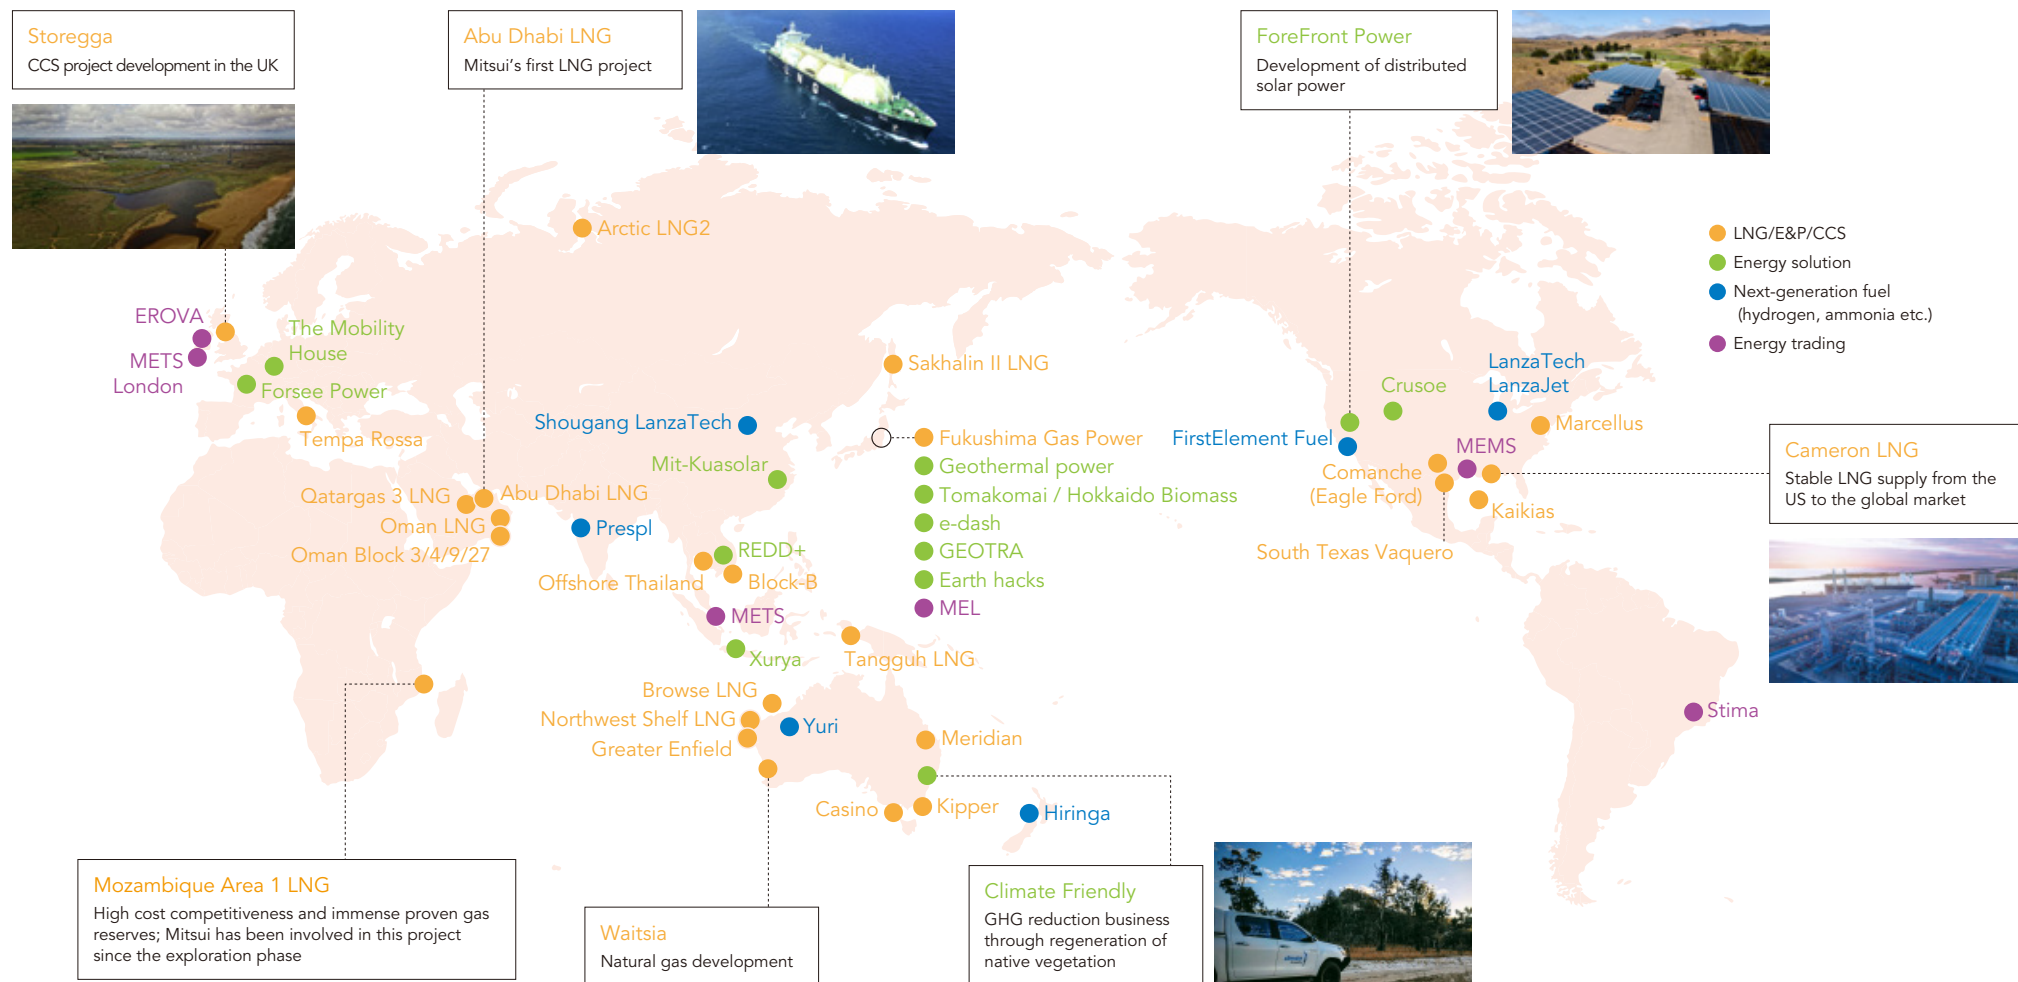 Storegga
CCS project development in the UK
Abu Dhabi LNG
Mitsui's first LNG project
ForeFront Power
Development of distributed
solar power
LNG/E&P/CCS
Energy solution
Next-generation fuel
(hydrogen, ammonia etc.)
Energy trading
Arctic LNG2
EROVA
METS
London
The Mobility
House
Forsee Power
Tempa Rossa
Sakhalin II LNG
Shougang LanzaTech
Mit-Kuasolar
Qatargas 3 LNG
Abu Dhabi LNG
Oman LNG
Oman Block 3/4/9/27
Prespl
REDD+
Offshore Thailand
Block-B
METS
Xurya
Tangguh LNG
Fukushima Gas Power
Geothermal power
Tomakomai / Hokkaido Biomass
e-dash
GEOTRA
Earth hacks
MEL
LanzaTech
LanzaJet
Crusoe
Marcellus
FirstElement Fuel
MEMS
Comanche
(Eagle Ford)
Kaikias
South Texas Vaquero
Cameron LNG
Stable LNG supply from the
US to the global market
Stima
Browse LNG
Northwest Shelf LNG
Greater Enfield
Yuri
Meridian
Casino
Kipper
Hiringa
Mozambique Area 1 LNG
High cost competitiveness and immense proven gas
reserves; Mitsui has been involved in this project
since the exploration phase
Waitsia
Natural gas development
Climate Friendly
GHG reduction business
through regeneration of
native vegetation